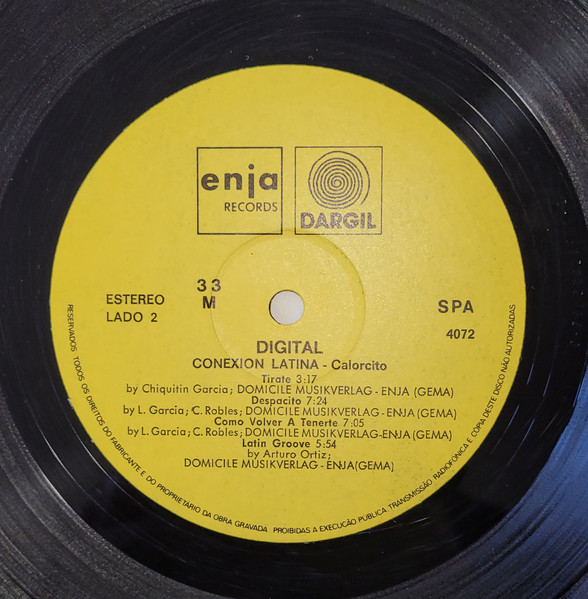 enja
RECORDS
DARGIL
ESTEREO
LADO 2
33
M
SPA
4072
DIGITAL
CONEXION LATINA - Calorcito
Tirate 3:17
by Chiquitin Garcia; DOMICILE MUSIKVERLAG - ENJA (GEMA)
Despacito 7:24
by L. Garcia; C. Robles; DOMICILE MUSIKVERLAG - ENJA (GEMA)
Como Volver A Tenerte 7:05
by L. Garcia; C. Robles; DOMICILE MUSIKVERLAG-ENJA (GEMA)
Latin Groove 5:54
by Arturo Ortiz;
DOMICILE MUSIKVERLAG - ENJA(GEMA)
RESERVADOS TODOS OS DIREITOS DO FABRICANTE E DO PROPRIETARIO DA OBRA GRAVADA PROIBIDAS A EXECUÇÃO PUBLICA, TRANSMISSÃO RADIOFÓNICA E COPIA DESTE DISCO NÃO AUTORIZADAS